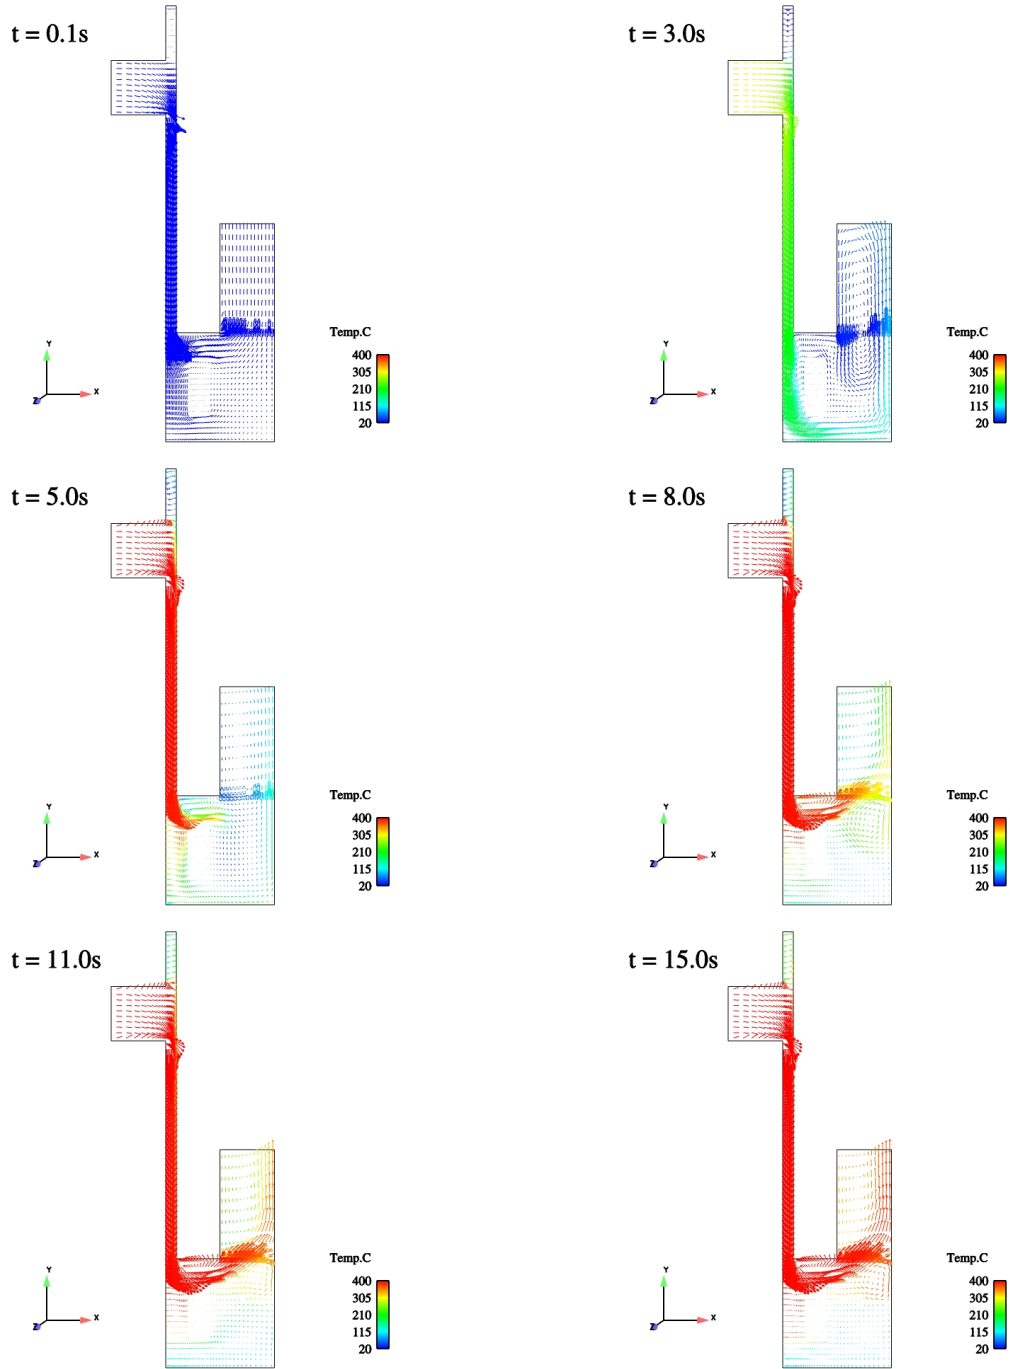 t = 0.1s
Temp.C
400
305
210
115
20
Y
X
Z
t = 3.0s
Temp.C
400
305
210
115
20
Y
X
Z
t = 5.0s
Temp.C
400
305
210
115
20
Y
X
Z
t = 8.0s
Temp.C
400
305
210
115
20
Y
X
Z
t = 11.0s
Temp.C
400
305
210
115
20
Y
X
Z
t = 15.0s
Temp.C
400
305
210
115
20
Y
X
Z